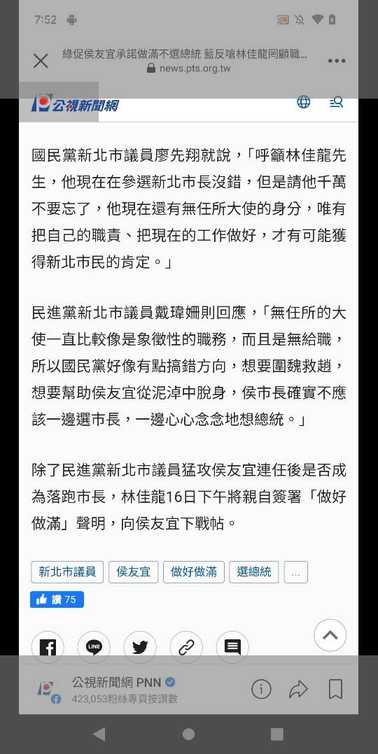 7:52
綠促侯友宜承諾做滿不選總統 藍反嗆林佳龍罔顧職...
news.pts.org.tw
公視新聞網
國民黨新北市議員廖先翔就說,「呼籲林佳龍先
生,他現在在參選新北市長沒錯,但是請他千萬
不要忘了,他現在還有無任所大使的身分,唯有
把自己的職責、把現在的工作做好,才有可能獲
得新北市民的肯定。」
民進黨新北市議員戴瑋姍則回應,「無任所的大
使一直比較像是象徵性的職務,而且是無給職,
所以國民黨好像有點搞錯方向,想要圍魏救趙,
想要幫助侯友宜從泥淖中脫身,侯市長確實不應
該一邊選市長,一邊心心念念地想總統。」
除了民進黨新北市議員猛攻侯友宜連任後是否成
為落跑市長,林佳龍16日下午將親自簽署「做好
做滿」聲明,向侯友宜下戰帖。
新北市議員 侯友宜 做好做滿 選總統 ...
讚 75
公視新聞網 PNN
423,053粉絲專頁按讚數